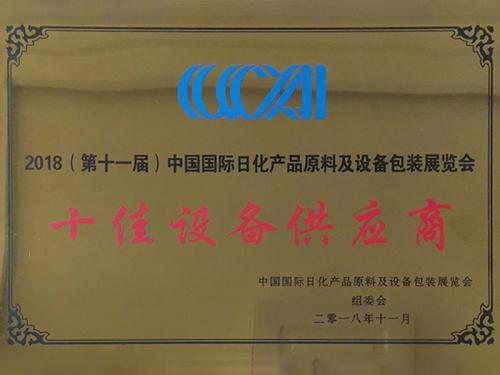 CCCAI
2018（第十一届）中国国际日化产品原料及设备包装展览会
十佳设备供应商
中国国际日化产品原料及设备包装展览会
组委会
二零一八年十一月